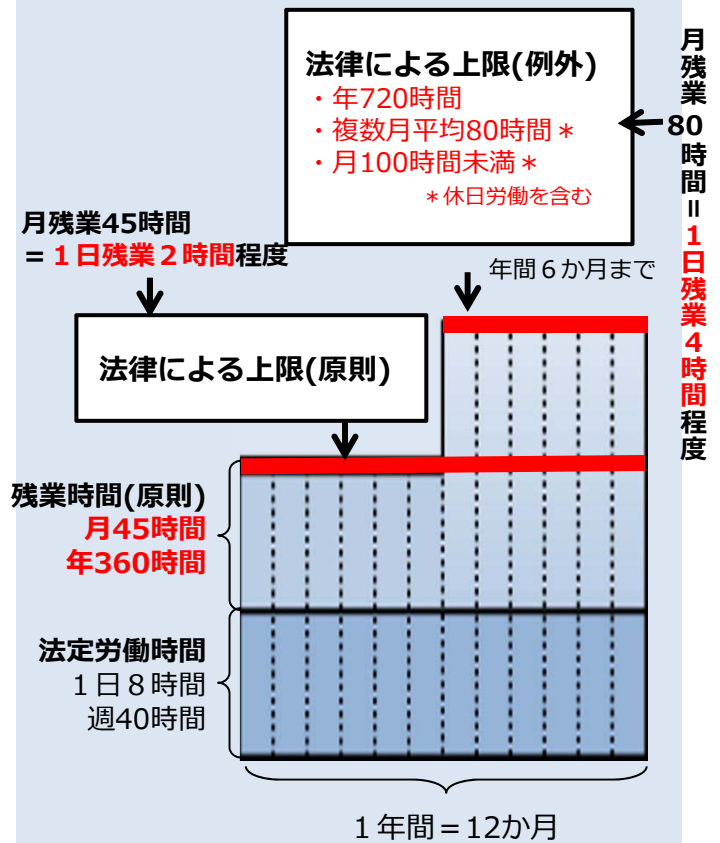 法律による上限(例外)
・年720時間
・複数月平均80時間＊
・月100時間未満＊
＊休日労働を含む
月残業80時間＝１日残業４時間程度
月残業45時間
=１日残業２時間程度
年間６か月まで
法律による上限(原則)
残業時間(原則)
月45時間
年360時間
法定労働時間
１日８時間
週40時間
１年間＝12か月